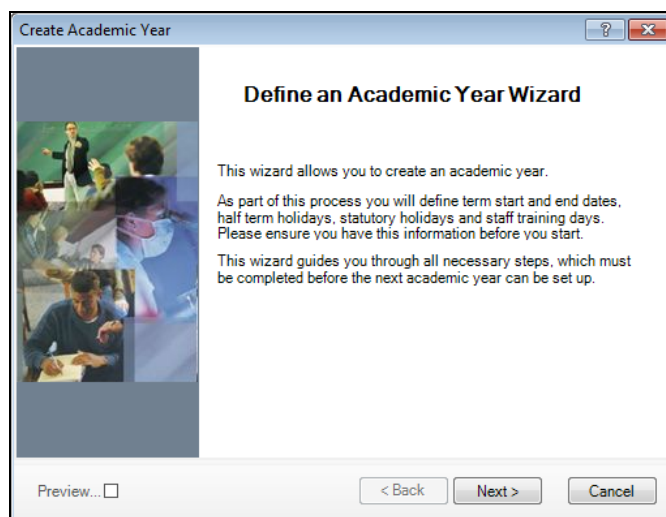 Create Academic Year
?
Define an Academic Year Wizard
This wizard allows you to create an academic year.
As part of this process you will define term start and end dates,
half term holidays, statutory holidays and staff training days.
Please ensure you have this information before you start.
This wizard guides you through all necessary steps, which must
be completed before the next academic year can be set up.
Preview...
< Back
Next >
Cancel